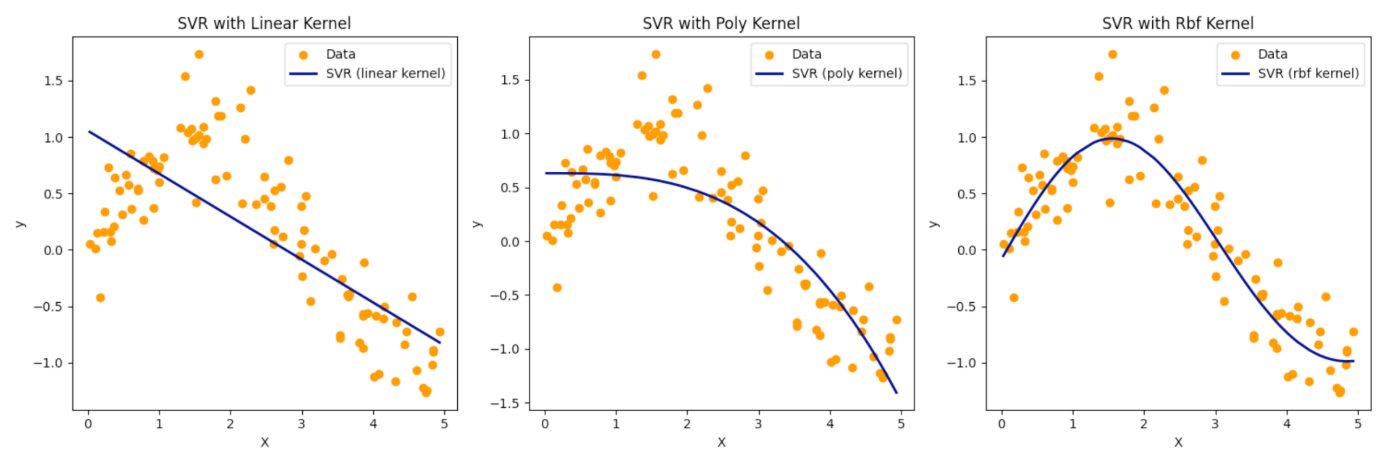 SVR with Linear Kernel
Data
SVR (linear kernel)
1.5
1.0
0.5
0.0
−0.5
−1.0
y
0 1 2 3 4 5
X
SVR with Poly Kernel
Data
SVR (poly kernel)
1.5
1.0
0.5
0.0
−0.5
−1.0
−1.5
y
0 1 2 3 4 5
X
SVR with Rbf Kernel
Data
SVR (rbf kernel)
1.5
1.0
0.5
0.0
−0.5
−1.0
y
0 1 2 3 4 5
X